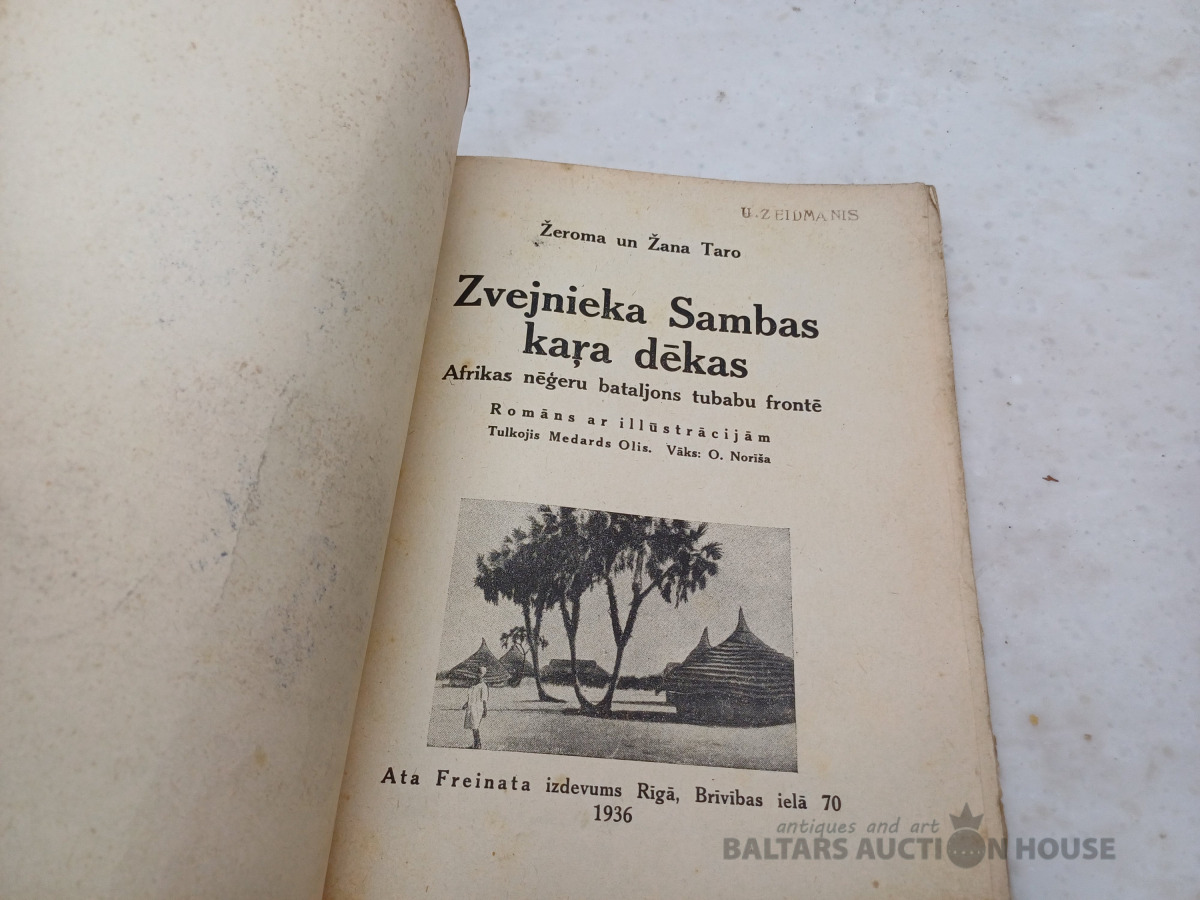 U. ZEIDMANIS
Žeroma un Žana Taro
Zvejnieka Sambas
kaŗa dēkas
Afrikas nēģeru bataljons tubabu frontē
Romāns ar illūstrācijām
Tulkojis Medards Olis. Vāks: O. Norīša
Ata Freinata izdevums Rīgā, Brīvības ielā 70
1936
antiques and art
BALTARS AUCTION HOUSE